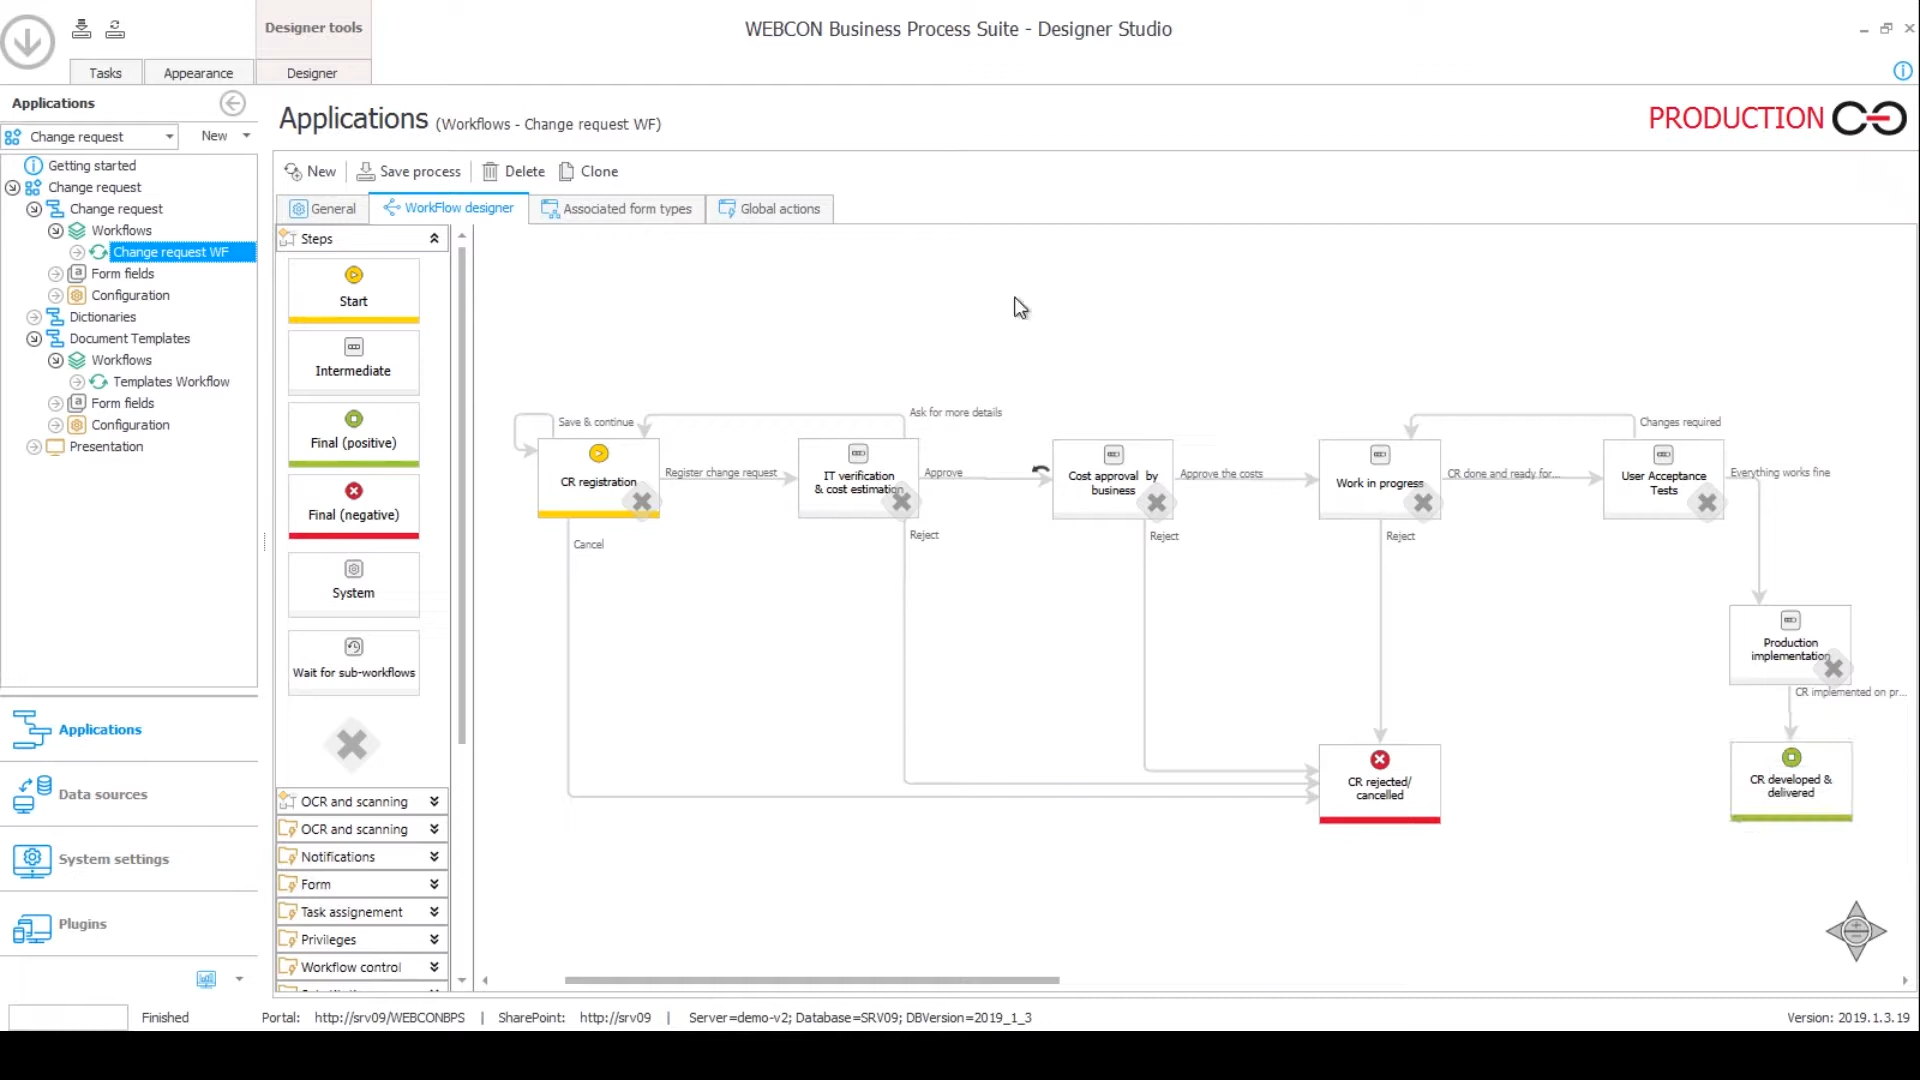 Designer tools
WEBCON Business Process Suite - Designer Studio
Tasks
Appearance
Designer
Applications
Change request
New
Getting started
Change request
Change request
Workflows
Change request WF
Form fields
Configuration
Dictionaries
Document Templates
Workflows
Templates Workflow
Form fields
Configuration
Presentation
Applications
Data sources
System settings
Plugins
Applications (Workflows - Change request WF)
PRODUCTION
New
Save process
Delete
Clone
General
WorkFlow designer
Associated form types
Global actions
Steps
Start
Intermediate
Final (positive)
Final (negative)
System
Wait for sub-workflows
OCR and scanning
OCR and scanning
Notifications
Form
Task assignement
Privileges
Workflow control
Save & continue
Ask for more details
Changes required
CR registration
Register change request
IT verification
& cost estimation
Approve
Cost approval by
business
Approve the costs
Work in progress
CR done and ready for...
User Acceptance
Tests
Everything works fine
Cancel
Reject
Reject
Reject
Production
implementation
CR implemented on pr...
CR rejected/
cancelled
CR developed &
delivered
Finished
Portal: http://srv09/WEBCONBPS | SharePoint: http://srv09 | Server=demo-v2; Database=SRV09; DBVersion=2019_1_3
Version: 2019.1.3.19